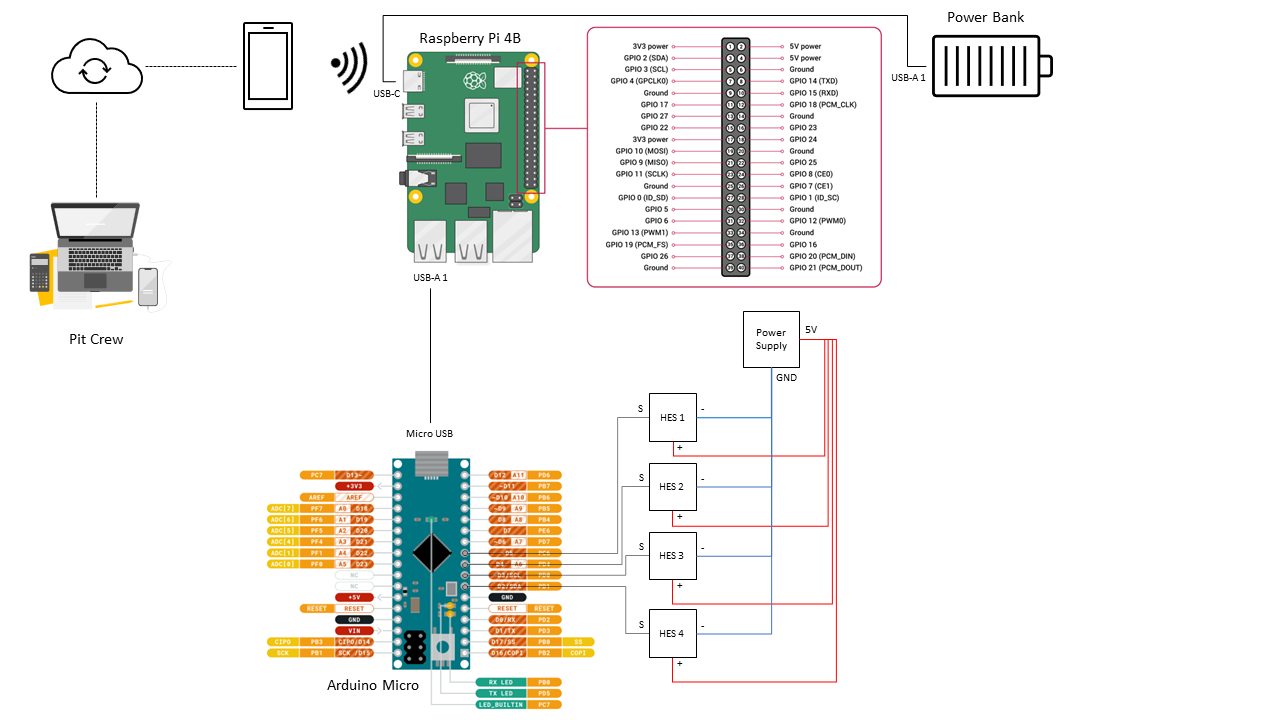 Power Bank
Raspberry Pi 4B
USB-C
USB-A 1
3V3 power 1 2 5V power
GPIO 2 (SDA) 3 4 5V power
GPIO 3 (SCL) 5 6 Ground
GPIO 4 (GPCLK0) 7 8 GPIO 14 (TXD)
Ground 9 10 GPIO 15 (RXD)
GPIO 17 11 12 GPIO 18 (PCM_CLK)
GPIO 27 13 14 Ground
GPIO 22 15 16 GPIO 23
3V3 power 17 18 GPIO 24
GPIO 10 (MOSI) 19 20 Ground
GPIO 9 (MISO) 21 22 GPIO 25
GPIO 11 (SCLK) 23 24 GPIO 8 (CE0)
Ground 25 26 GPIO 7 (CE1)
GPIO 0 (ID_SD) 27 28 GPIO 1 (ID_SC)
GPIO 5 29 30 Ground
GPIO 6 31 32 GPIO 12 (PWM0)
GPIO 13 (PWM1) 33 34 Ground
GPIO 19 (PCM_FS) 35 36 GPIO 16
GPIO 26 37 38 GPIO 20 (PCM_DIN)
Ground 39 40 GPIO 21 (PCM_DOUT)
USB-A 1
Pit Crew
Power
Supply
5V
GND
S HES 1 -
+
S HES 2 -
+
S HES 3 -
+
S HES 4 -
+
Micro USB
PC7 D13~ D12 A11 PD6
+3V3 ~D11 PB7
AREF AREF ~D10 A10 PB6
ADC[7] PF7 A0 D18 ~D9 A9 PB5
ADC[6] PF6 A1 D19 D8 A8 PB4
ADC[5] PF5 A2 D20 D7 PE6
ADC[4] PF4 A3 D21 ~D6 A7 PD7
ADC[1] PF1 A4 D22
ADC[0] A5 D23 D4 A6
NC D3/SCL PD0
NC D2/SDA PD1
+5V GND
RESET RESET RESET RESET
GND D0/RX PD2
VIN D1/TX PD3
CIPO PB3 CIPO/D14 D17/SS PB0 SS
SCK PB1 SCK /D15 D16/COPI PB2 COPI
Arduino Micro
RX LED PB0
TX LED PD5
LED_BUILTIN PC7